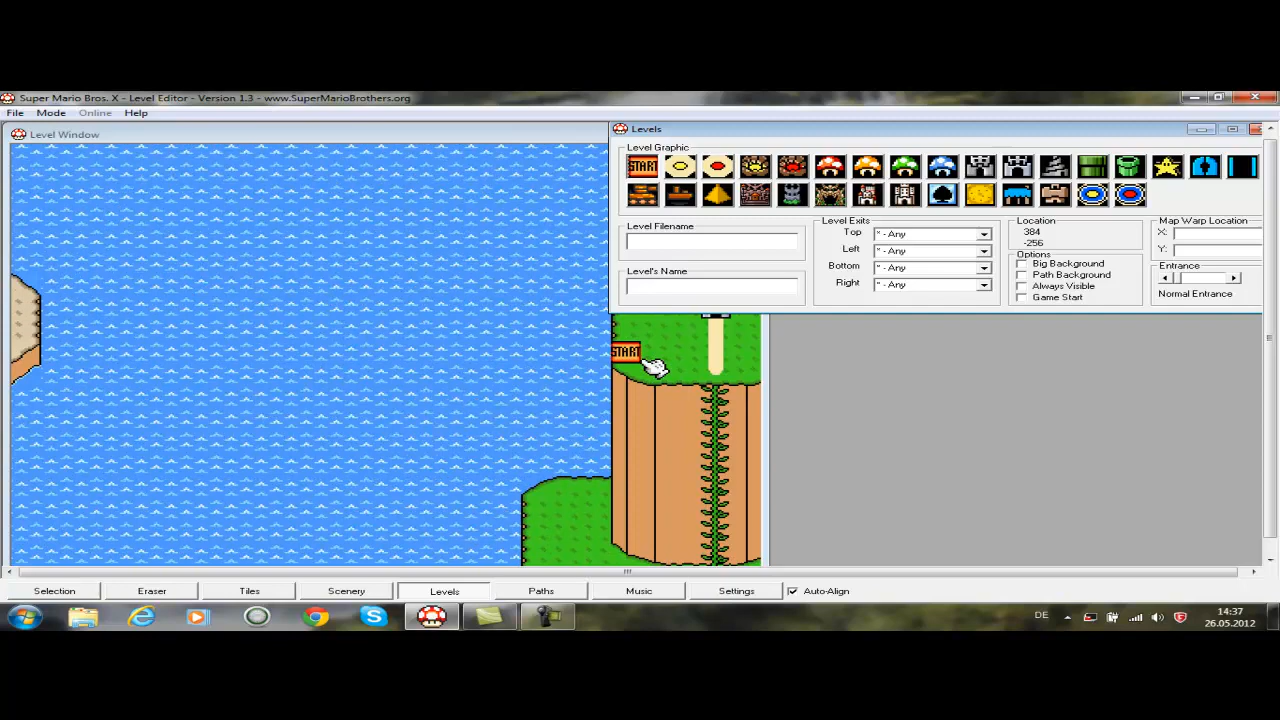 Super Mario Bros. X - Level Editor - Version 1.3 - www.SuperMarioBrothers.org
File Mode Online Help
Level Window
Levels
Level Graphic
START
Level Filename
Level's Name
Level Exits
Top * - Any
Left * - Any
Bottom * - Any
Right * - Any
Location
384
-256
Options
Big Background
Path Background
Always Visible
Game Start
Map Warp Location
X:
Y:
Entrance
Normal Entrance
START
Selection Eraser Tiles Scenery Levels Paths Music Settings Auto-Align
DE
14:37
26.05.2012